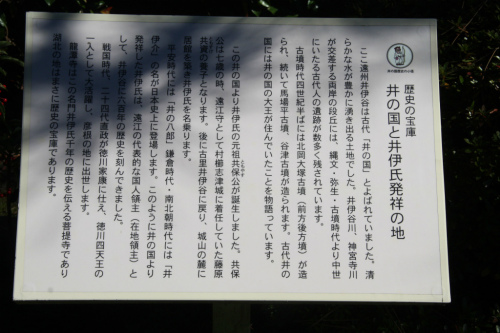 歴史の宝庫
井の国と井伊氏発祥の地
ここ遠州井伊谷は古代「井の国」とよばれていました。清
らかな水が豊かに湧き出る土地でした。井伊谷川、神宮寺川
が交差する両岸の段丘には、縄文・弥生・古墳時代より中世
にいたる古代人の遺跡が数多く残されています。
古墳時代四世紀半ばには北岡大塚古墳（前方後方墳）が造
られ、続いて馬場平古墳、谷津古墳が造られます。古代井の
国には井の国の大王が住んでいたことを物語っています。
この井の国より井伊氏の元祖共保公が誕生しました。共保
公は七歳の時、遠江守として村櫛志津城に着任していた藤原
共資の養子となります。後に古里井伊谷に戻り、城山の麓に
居館を築き井伊氏を名乗ります。
平安時代には「井の八郎」鎌倉時代・南北朝時代には「井
伊介」の名が日本史上に登場します。このように井の国より
発祥した井伊氏は、遠江の代表的な国人領主（在地領主）と
して、井伊谷に六百年の歴史を刻んできました。
戦国時代、二十四代直政が徳川家康に仕え、徳川四天王の
一人として大活躍し、彦根の地に出世します。
龍潭寺はこの名門井伊氏千年の歴史を伝える菩提寺であり
湖北の地はまさに歴史の宝庫であります。